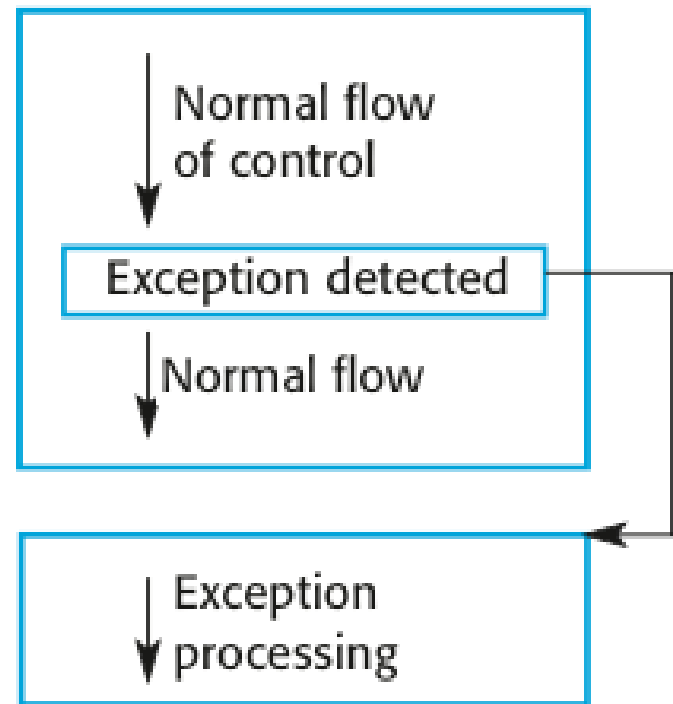 Normal flow
of control
Exception detected
Normal flow
Exception
processing